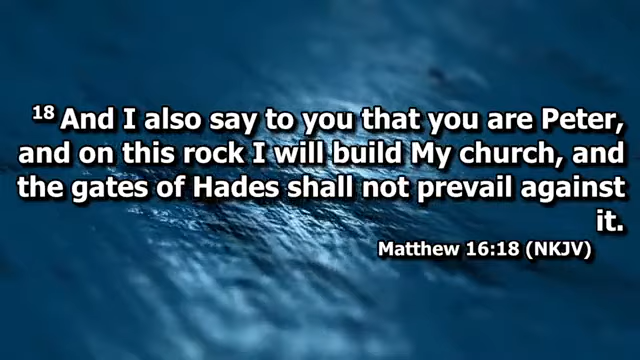 18 And I also say to you that you are Peter,
and on this rock I will build My church, and
the gates of Hades shall not prevail against
it.
Matthew 16:18 (NKJV)